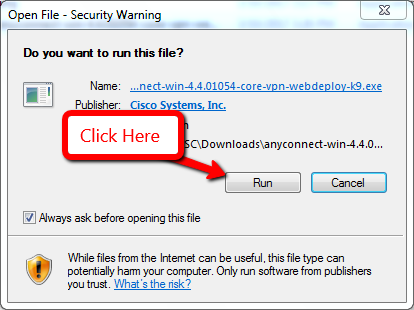 Open File - Security Warning
Do you want to run this file?
Name: ...nect-win-4.4.01054-core-vpn-webdeploy-k9.exe
Publisher: Cisco Systems, Inc.
Click Here
SC\Downloads\anyconnect-win-4.4.0...
Run Cancel
Always ask before opening this file
While files from the Internet can be useful, this file type can
potentially harm your computer. Only run software from publishers
you trust. What's the risk?